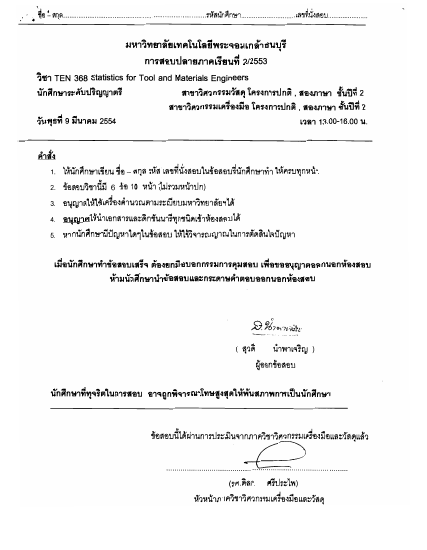 ชื่อ - สกุล รหัสนักศึกษา เลขที่นั่งสอบ
มหาวิทยาลัยเทคโนโลยีพระจอมเกล้าธนบุรี
การสอบปลายภาคเรียนที่ 2/2553
วิชา TEN 368 Statistics for Tool and Materials Engineers
นักศึกษาระดับปริญญาตรี สาขาวิศวกรรมวัสดุ โครงการปกติ , สองภาษา ชั้นปีที่ 2
สาขาวิศวกรรมเครื่องมือ โครงการปกติ , สองภาษา ชั้นปีที่ 2
วันพุธที่ 9 มีนาคม 2554 เวลา 13.00-16.00 น.
คำสั่ง
1. ให้นักศึกษาเขียน ชื่อ – สกุล รหัส เลขที่นั่งสอบในข้อสอบที่นักศึกษาทำ ให้ครบทุกหน้า
2. ข้อสอบวิชานี้มี 6 ข้อ 10 หน้า (ไม่รวมหน้าปก)
3. อนุญาตให้ใช้เครื่องคำนวณตามระเบียบมหาวิทยาลัยฯได้
4. อนุญาตให้นำเอกสารและดิกชันนารีทุกชนิดเข้าห้องสอบได้
5. หากนักศึกษามีปัญหาใดๆในข้อสอบ ให้ใช้วิจารณญาณในการตัดสินใจปัญหา
เมื่อนักศึกษาทำข้อสอบเสร็จ ต้องยกมือบอกกรรมการคุมสอบ เพื่อขออนุญาตออกนอกห้องสอบ
ห้ามนักศึกษานำข้อสอบและกระดาษคำตอบออกนอกห้องสอบ
( สุวดี นำพาเจริญ )
ผู้ออกข้อสอบ
นักศึกษาที่ทุจริตในการสอบ อาจถูกพิจารณาโทษสูงสุดให้พ้นสภาพการเป็นนักศึกษา
ข้อสอบนี้ได้ผ่านการประเมินจากภาควิชาวิศวกรรมเครื่องมือและวัสดุแล้ว
(รศ.ดิลก ศรีประไพ)
หัวหน้าภาควิชาวิศวกรรมเครื่องมือและวัสดุ